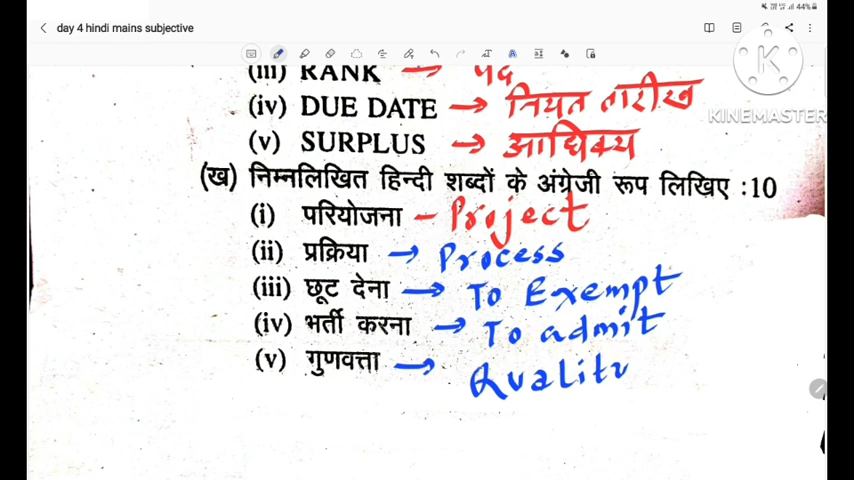 44%
day 4 hindi mains subjective
K
KINEMASTER
(iii) RANK → पद
(iv) DUE DATE → नियत तारीख
(v) SURPLUS → आधिक्य
(ख) निम्नलिखित हिन्दी शब्दों के अंग्रेजी रूप लिखिए :10
(i) परियोजना – Project
(ii) प्रक्रिया → Process
(iii) छूट देना → To Exempt
(iv) भर्ती करना → To admit
(v) गुणवत्ता → Quality